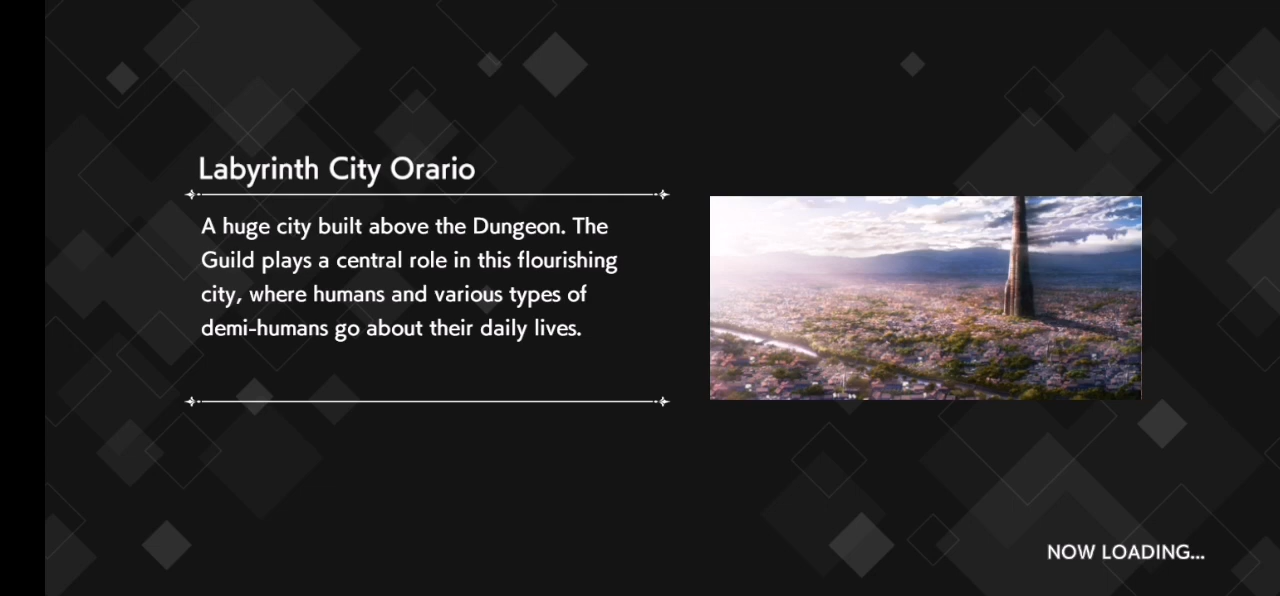 Labyrinth City Orario
A huge city built above the Dungeon. The
Guild plays a central role in this flourishing
city, where humans and various types of
demi-humans go about their daily lives.
NOW LOADING...